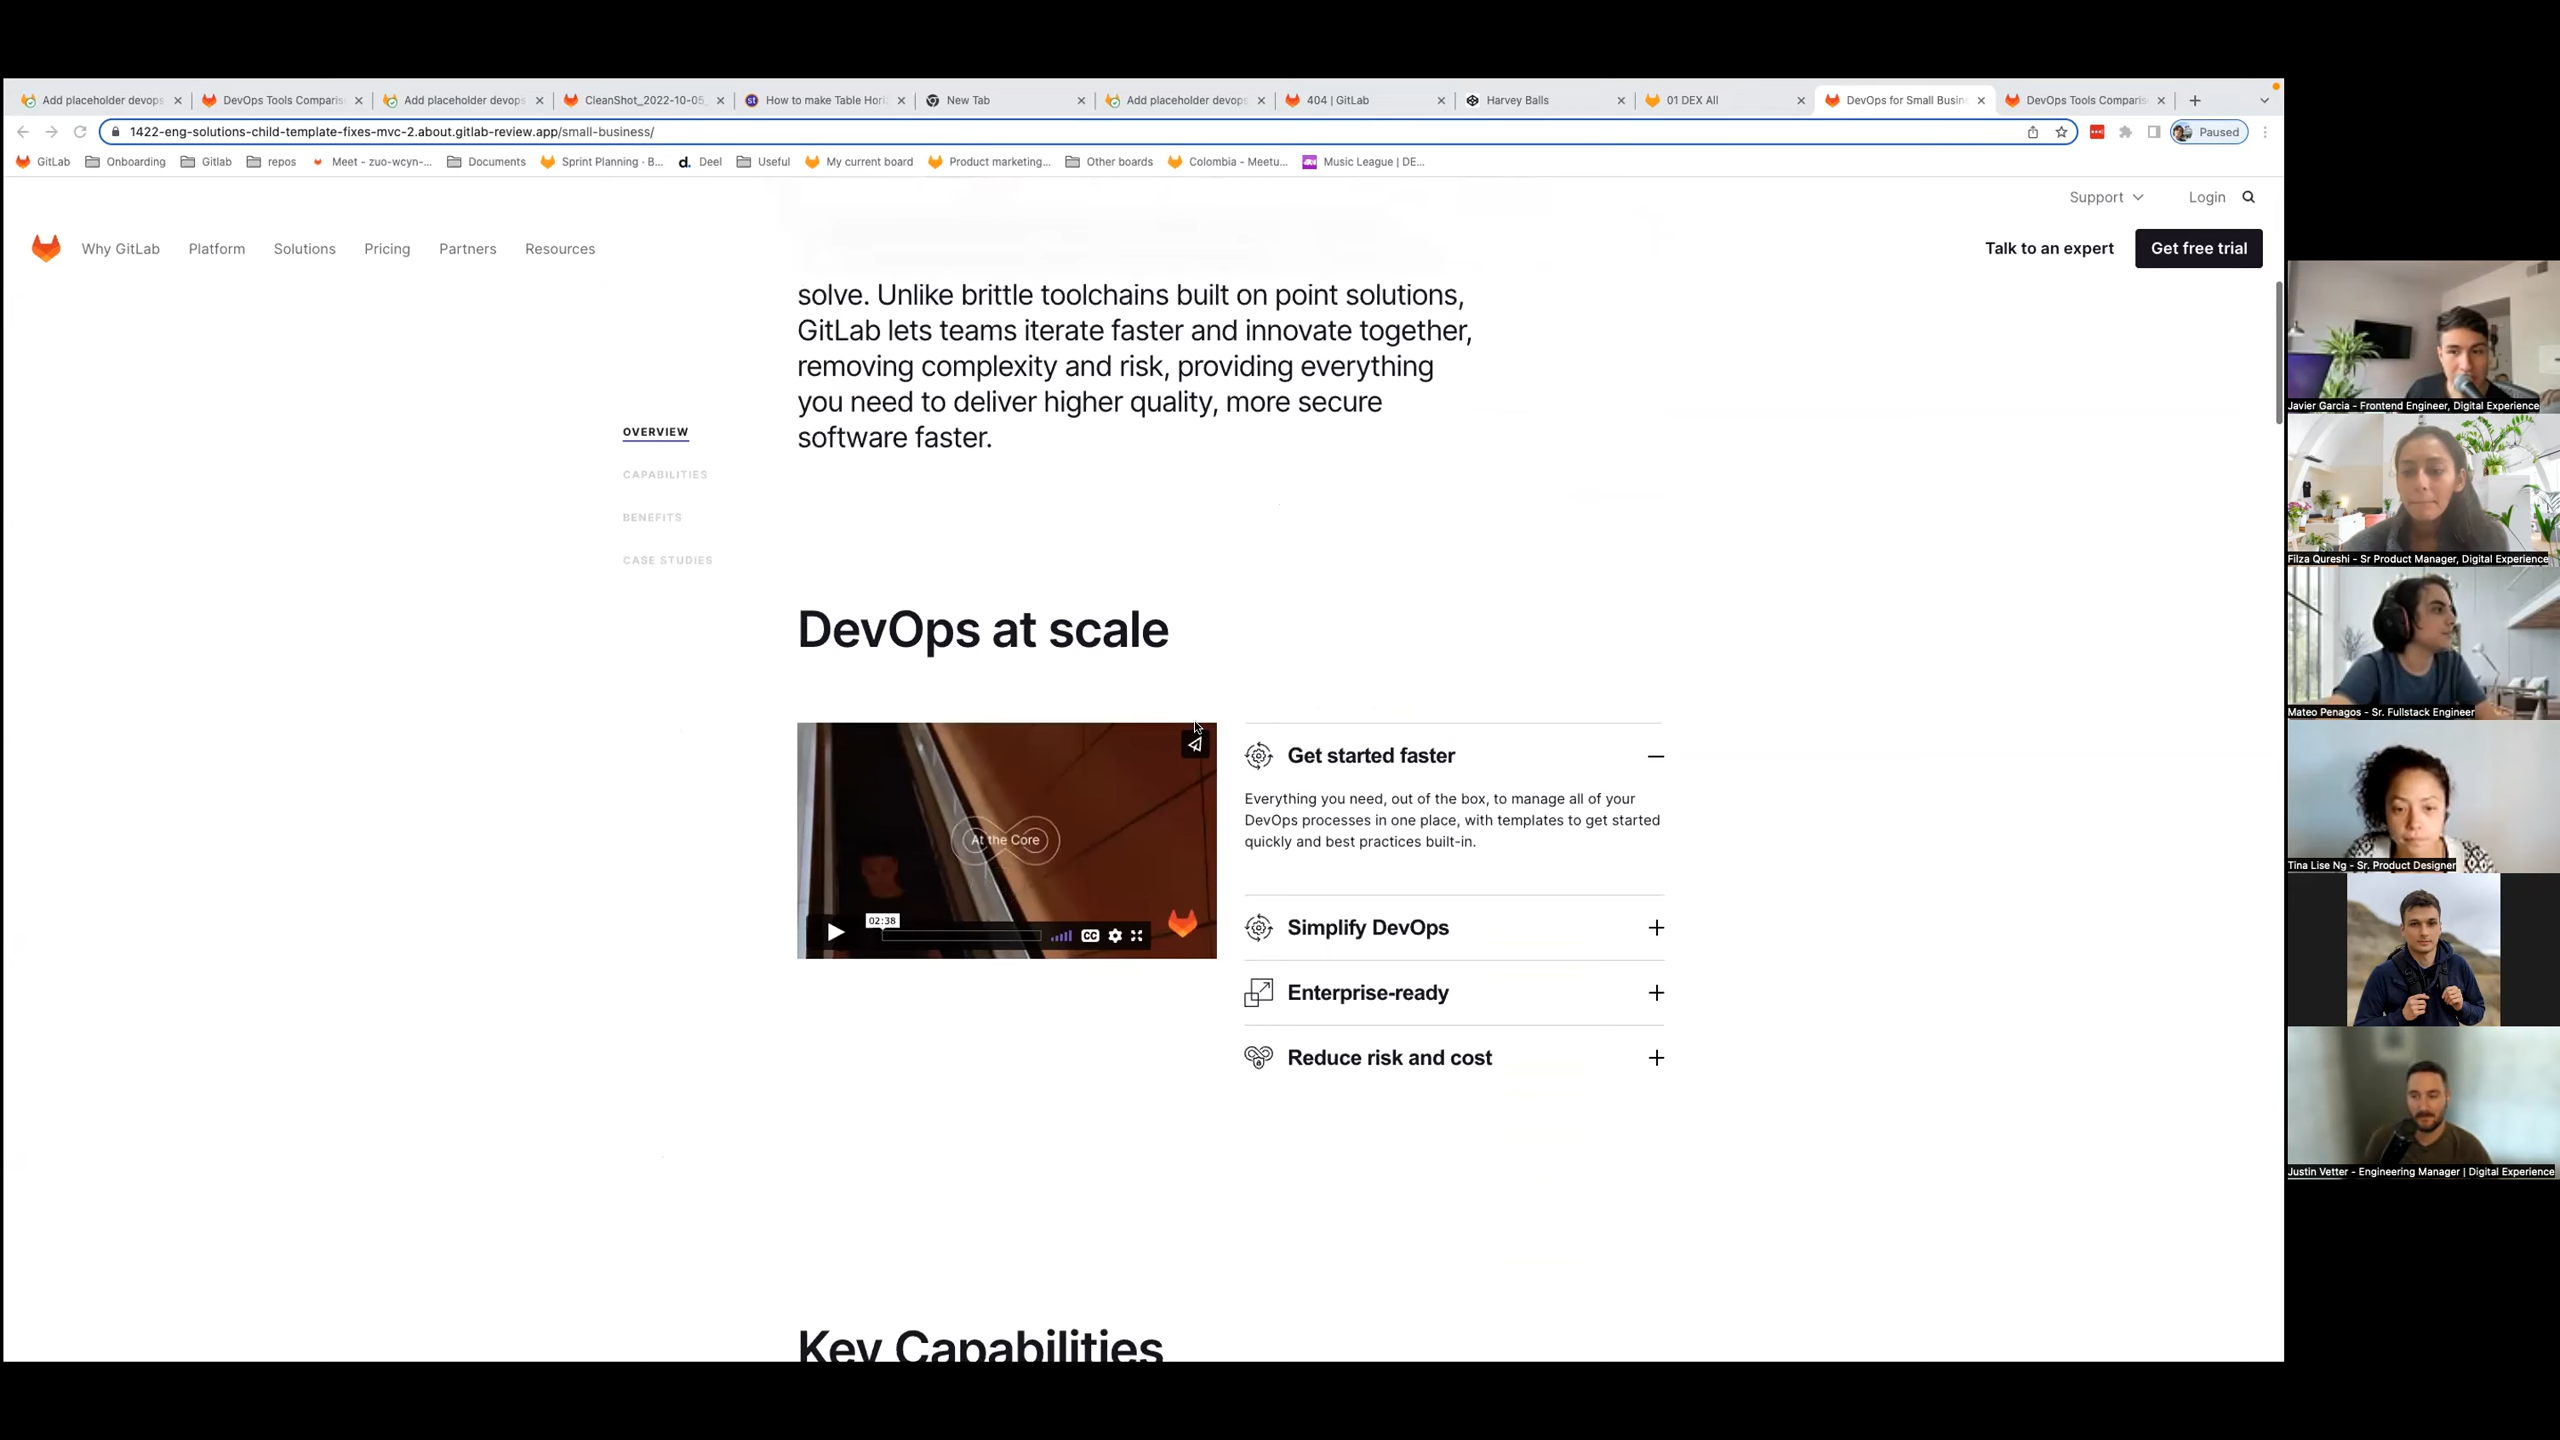 Add placeholder devops
DevOps Tools Comparis
Add placeholder devops
CleanShot_2022-10-05_
How to make Table Hori
New Tab
Add placeholder devops
404 | GitLab
Harvey Balls
01 DEX All
DevOps for Small Busin
DevOps Tools Comparis
1422-eng-solutions-child-template-fixes-mvc-2.about.gitlab-review.app/small-business/
Paused
GitLab
Onboarding
Gitlab
repos
Meet - zuo-wcyn-...
Documents
Sprint Planning · B...
d. Deel
Useful
My current board
Product marketing...
Other boards
Colombia - Meetu...
Music League | DE...
Support
Login
Why GitLab
Platform
Solutions
Pricing
Partners
Resources
Talk to an expert
Get free trial
solve. Unlike brittle toolchains built on point solutions,
GitLab lets teams iterate faster and innovate together,
removing complexity and risk, providing everything
you need to deliver higher quality, more secure
software faster.
OVERVIEW
CAPABILITIES
BENEFITS
CASE STUDIES
DevOps at scale
At the Core
02:38
CC
Get started faster
Everything you need, out of the box, to manage all of your
DevOps processes in one place, with templates to get started
quickly and best practices built-in.
Simplify DevOps
Enterprise-ready
Reduce risk and cost
Key Capabilities
Javier Garcia - Frontend Engineer, Digital Experience
Filza Qureshi - Sr Product Manager, Digital Experience
Mateo Penagos - Sr. Fullstack Engineer
Tina Lise Ng - Sr. Product Designer
Justin Vetter - Engineering Manager | Digital Experience